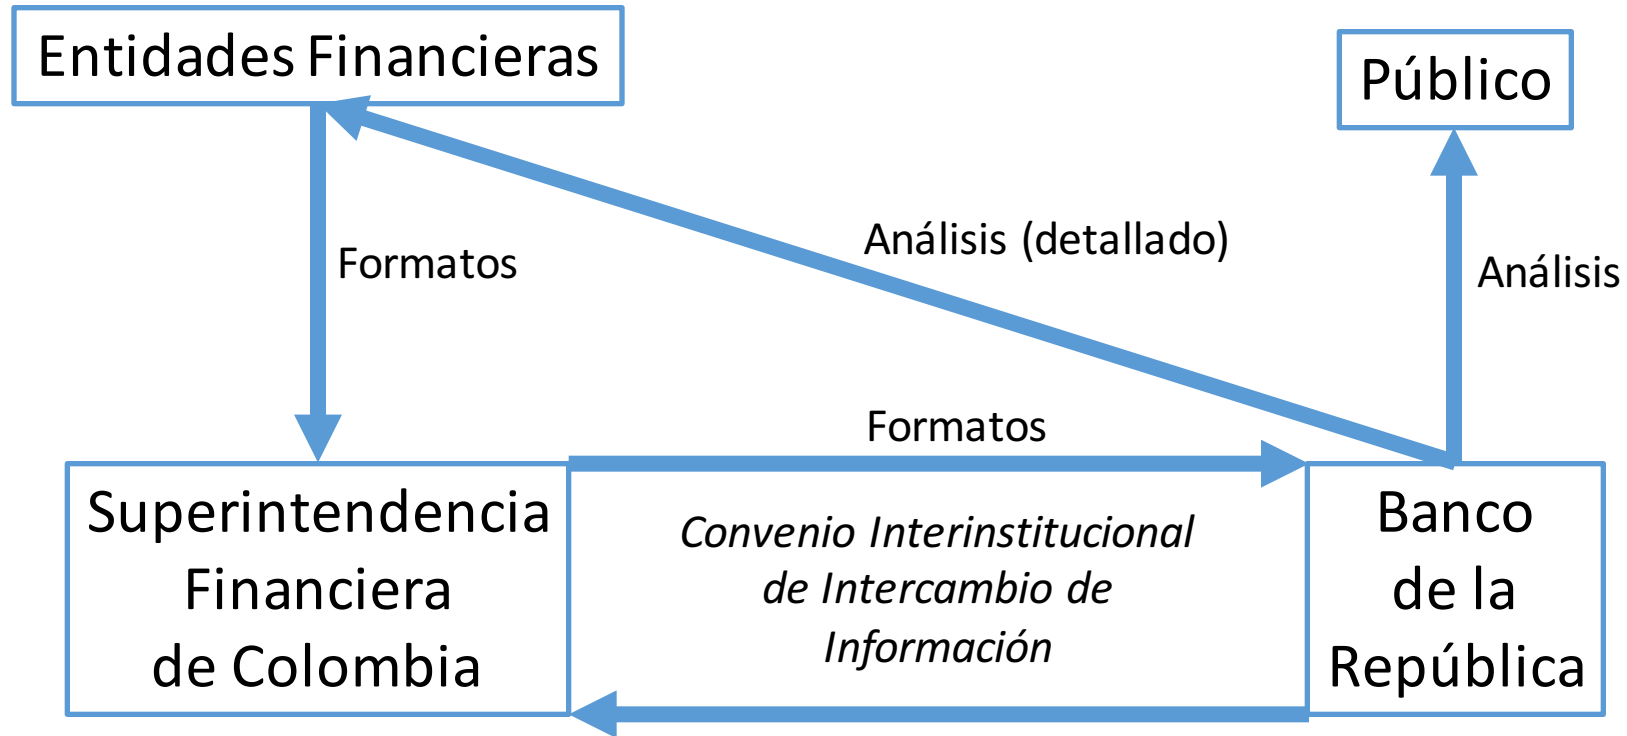 Entidades Financieras
Público
Análisis (detallado)
Formatos
Análisis
Formatos
Superintendencia
Financiera
de Colombia
Convenio Interinstitucional
de Intercambio de
Información
Banco
de la
República